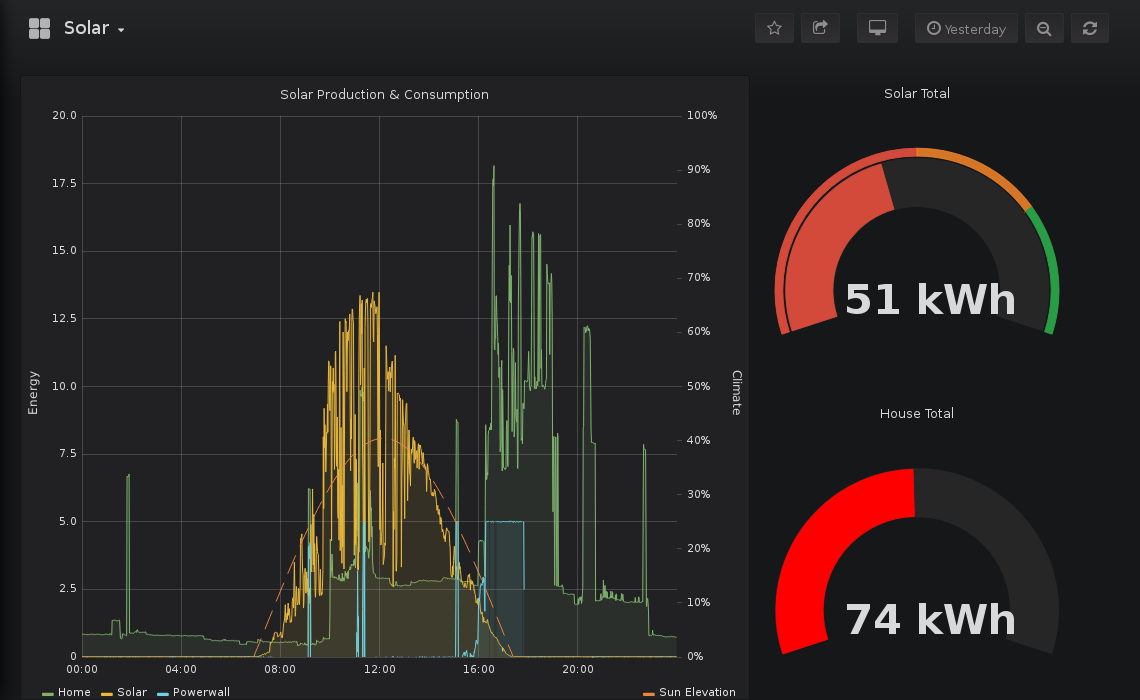 Solar
Yesterday
Solar Production & Consumption
20.0
17.5
15.0
12.5
10.0
7.5
5.0
2.5
0
Energy
100%
90%
80%
70%
60%
50%
40%
30%
20%
10%
0%
Climate
00:00 04:00 08:00 12:00 16:00 20:00
Home Solar Powerwall Sun Elevation
Solar Total
51 kWh
House Total
74 kWh